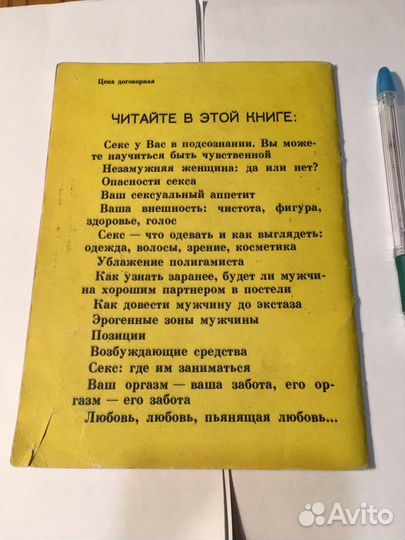 Цена договорная
ЧИТАЙТЕ В ЭТОЙ КНИГЕ:
Секс у Вас в подсознании. Вы може-
те научиться быть чувственной
Незамужняя женщина: да или нет?
Опасности секса
Ваш сексуальный аппетит
Ваша внешность: чистота, фигура,
здоровье, голос
Секс — что одевать и как выглядеть:
одежда, волосы, зрение, косметика
Ублажение полигамиста
Как узнать заранее, будет ли мужчи-
на хорошим партнером в постели
Как довести мужчину до экстаза
Эрогенные зоны мужчины
Позиции
Возбуждающие средства
Секс: где им заниматься
Ваш оргазм — ваша забота, его ор-
газм — его забота
Любовь, любовь, пьянящая любовь...
Avito